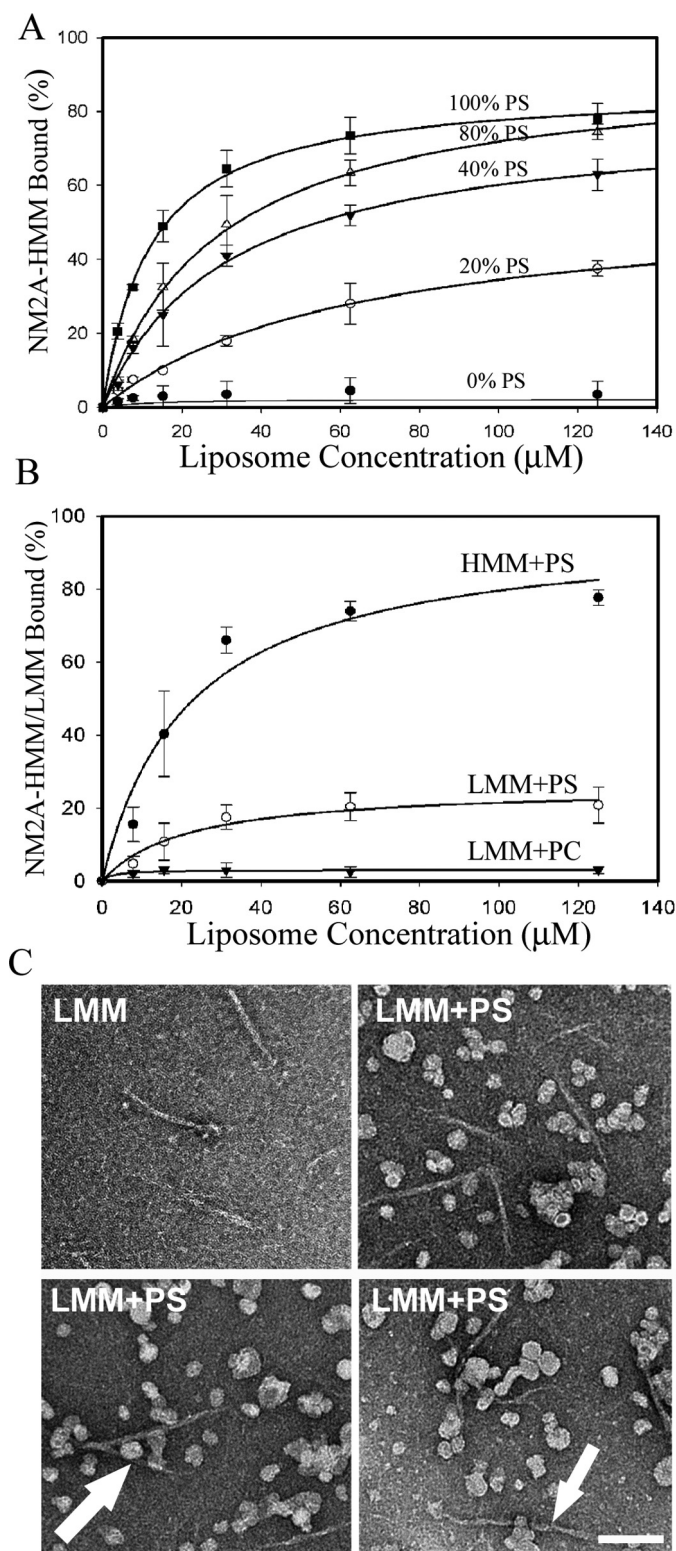 A
NM2A-HMM Bound (%)
100
80
60
40
20
0
100% PS
80% PS
40% PS
20% PS
0% PS
0 20 40 60 80 100 120 140
Liposome Concentration (µM)
B
NM2A-HMM/LMM Bound (%)
100
80
60
40
20
0
HMM+PS
LMM+PS
LMM+PC
0 20 40 60 80 100 120 140
Liposome Concentration (µM)
C
LMM
LMM+PS
LMM+PS
LMM+PS